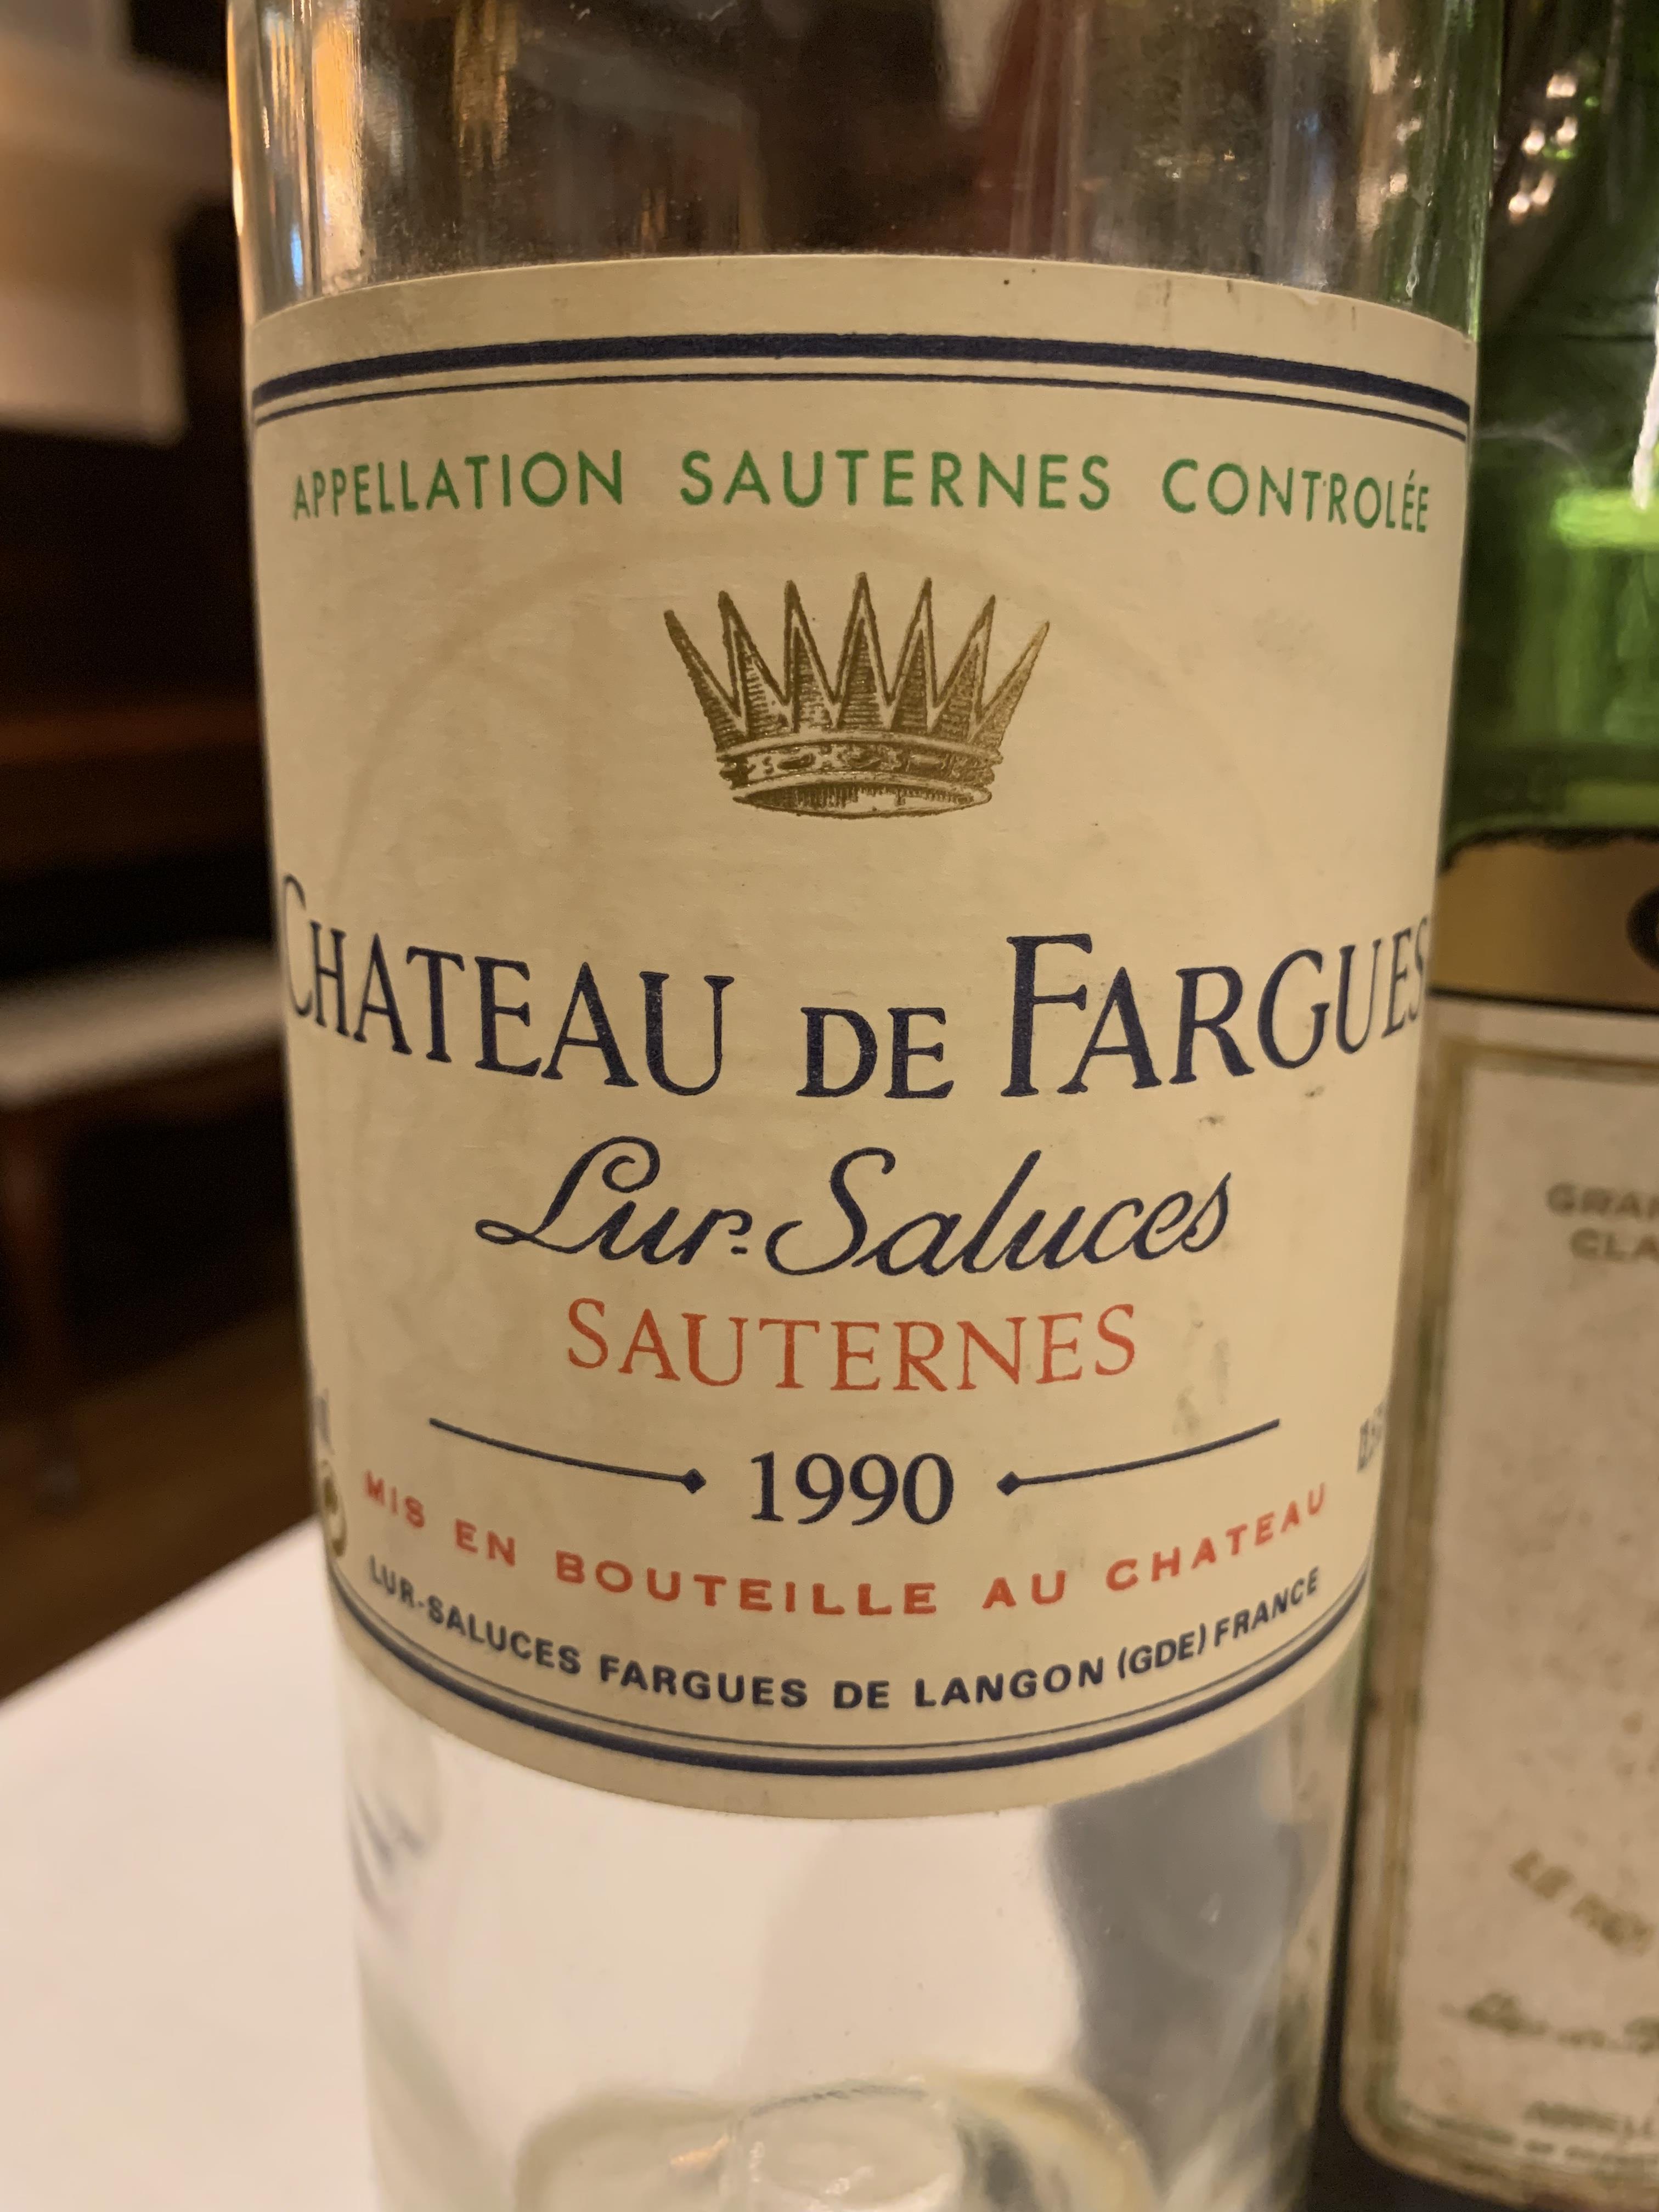 APPELLATION SAUTERNES CONTROLÉE
CHATEAU DE FARGUES
Lur-Saluces
SAUTERNES
1990
MIS EN BOUTEILLE AU CHATEAU
LUR-SALUCES FARGUES DE LANGON (GDE) FRANCE